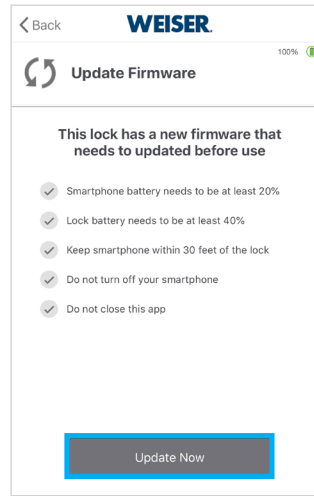 Back
WEISER.
100%
Update Firmware
This lock has a new firmware that
needs to updated before use
Smartphone battery needs to be at least 20%
Lock battery needs to be at least 40%
Keep smartphone within 30 feet of the lock
Do not turn off your smartphone
Do not close this app
Update Now